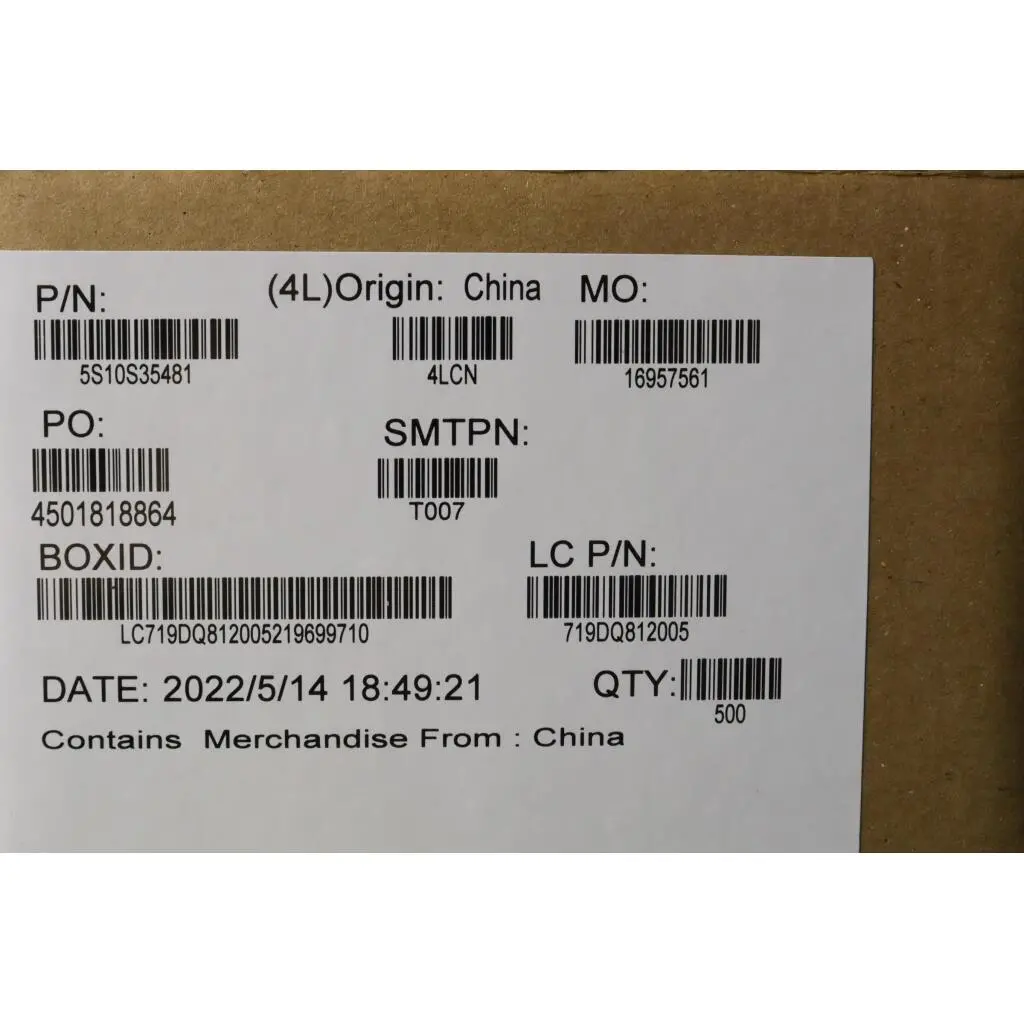 P/N: (4L)Origin: China MO:
5S10S35481 4LCN 16957561
PO: SMTPN:
4501818864 T007
BOXID: LC P/N:
LC719DQ812005219699710 719DQ812005
DATE: 2022/5/14 18:49:21 QTY:
500
Contains Merchandise From : China